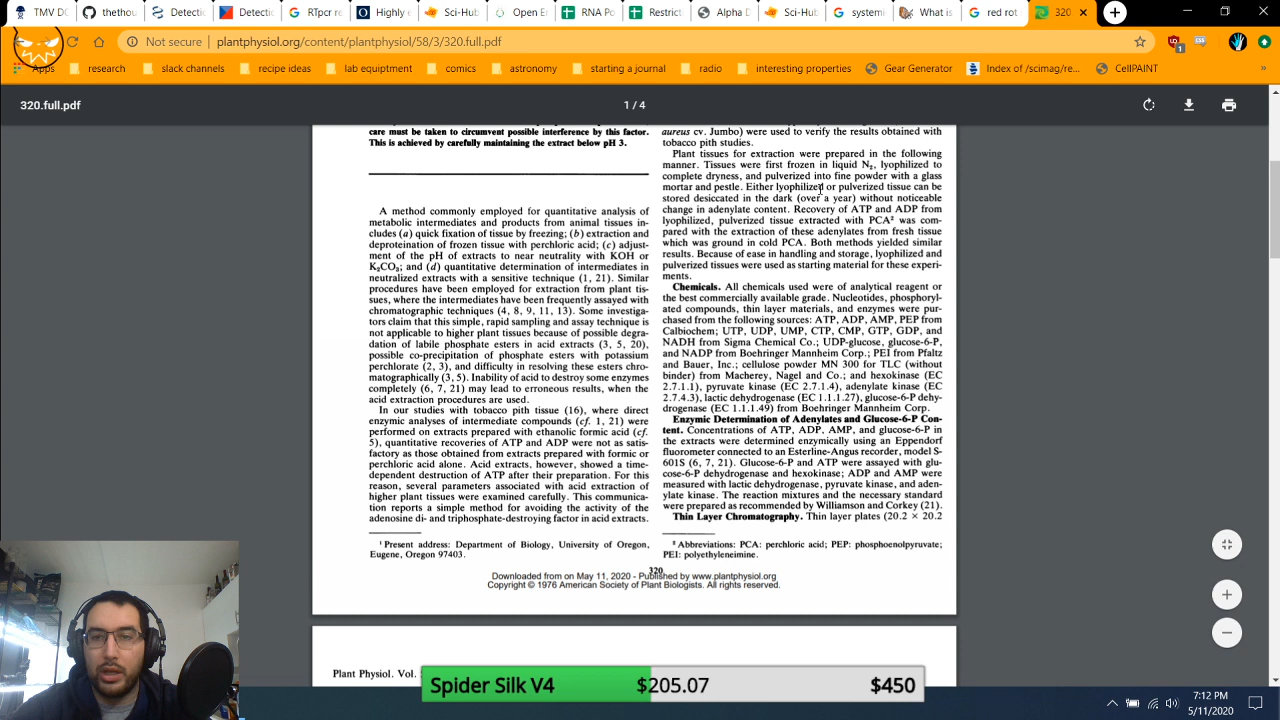 TMV DO
thethou
Detectic
Detectic
RTpcr re
Highly c
Sci-Hub
Open Er
RNA Po
Restrict
Alpha D
Sci-Hub
systemi
What is
red rot
320
Not secure
plantphysiol.org/content/plantphysiol/58/3/320.full.pdf
1
Apps
research
slack channels
recipe ideas
lab equiptment
comics
astronomy
starting a journal
radio
interesting properties
Gear Generator
Index of /scimag/re...
CellPAINT
»
320.full.pdf
1 / 4
care must be taken to circumvent possible interference by this factor.
This is achieved by carefully maintaining the extract below pH 3.
A method commonly employed for quantitative analysis of
metabolic intermediates and products from animal tissues in-
cludes (a) quick fixation of tissue by freezing; (b) extraction and
deproteination of frozen tissue with perchloric acid; (c) adjust-
ment of the pH of extracts to near neutrality with KOH or
K₂CO₃; and (d) quantitative determination of intermediates in
neutralized extracts with a sensitive technique (1, 21). Similar
procedures have been employed for extraction from plant tis-
sues, where the intermediates have been frequently assayed with
chromatographic techniques (4, 8, 9, 11, 13). Some investiga-
tors claim that this simple, rapid sampling and assay technique is
not applicable to higher plant tissues because of possible degra-
dation of labile phosphate esters in acid extracts (3, 5, 20),
possible co-precipitation of phosphate esters with potassium
perchlorate (2, 3), and difficulty in resolving these esters chro-
matographically (3, 5). Inability of acid to destroy some enzymes
completely (6, 7, 21) may lead to erroneous results, when the
acid extraction procedures are used.
In our studies with tobacco pith tissue (16), where direct
enzymic analyses of intermediate compounds (cf. 1, 21) were
performed on extracts prepared with ethanolic formic acid (cf.
5), quantitative recoveries of ATP and ADP were not as satis-
factory as those obtained from extracts prepared with formic or
perchloric acid alone. Acid extracts, however, showed a time-
dependent destruction of ATP after their preparation. For this
reason, several parameters associated with acid extraction of
higher plant tissues were examined carefully. This communica-
tion reports a simple method for avoiding the activity of the
adenosine di- and triphosphate-destroying factor in acid extracts.
¹ Present address: Department of Biology, University of Oregon,
Eugene, Oregon 97403.
aureus cv. Jumbo) were used to verify the results obtained with
tobacco pith studies.
Plant tissues for extraction were prepared in the following
manner. Tissues were first frozen in liquid N₂, lyophilized to
complete dryness, and pulverized into fine powder with a glass
mortar and pestle. Either lyophilized or pulverized tissue can be
stored desiccated in the dark (over a year) without noticeable
change in adenylate content. Recovery of ATP and ADP from
lyophilized, pulverized tissue extracted with PCA² was com-
pared with the extraction of these adenylates from fresh tissue
which was ground in cold PCA. Both methods yielded similar
results. Because of ease in handling and storage, lyophilized and
pulverized tissues were used as starting material for these experi-
ments.
Chemicals. All chemicals used were of analytical reagent or
the best commercially available grade. Nucleotides, phosphoryl-
ated compounds, thin layer materials, and enzymes were pur-
chased from the following sources: ATP, ADP, AMP, PEP from
Calbiochem; UTP, UDP, UMP, CTP, CMP, GTP, GDP, and
NADH from Sigma Chemical Co.; UDP-glucose, glucose-6-P,
and NADP from Boehringer Mannheim Corp.; PEI from Pfaltz
and Bauer, Inc.; cellulose powder MN 300 for TLC (without
binder) from Macherey, Nagel and Co.; and hexokinase (EC
2.7.1.1), pyruvate kinase (EC 2.7.1.4), adenylate kinase (EC
2.7.4.3), lactic dehydrogenase (EC 1.1.1.27), glucose-6-P dehy-
drogenase (EC 1.1.1.49) from Boehringer Mannheim Corp.
Enzymic Determination of Adenylates and Glucose-6-P Con-
tent. Concentrations of ATP, ADP, AMP, and glucose-6-P in
the extracts were determined enzymically using an Eppendorf
fluorometer connected to an Esterline-Angus recorder, model S-
601S (6, 7, 21). Glucose-6-P and ATP were assayed with glu-
cose-6-P dehydrogenase and hexokinase; ADP and AMP were
measured with lactic dehydrogenase, pyruvate kinase, and aden-
ylate kinase. The reaction mixtures and the necessary standard
were prepared as recommended by Williamson and Corkey (21).
Thin Layer Chromatography. Thin layer plates (20.2 × 20.2
² Abbreviations: PCA: perchloric acid; PEP: phosphoenolpyruvate;
PEI: polyethyleneimine.
320
Downloaded from on May 11, 2020 - Published by www.plantphysiol.org
Copyright © 1976 American Society of Plant Biologists. All rights reserved.
Plant Physiol. Vol.
Spider Silk V4
$205.07
$450
7:12 PM
5/11/2020